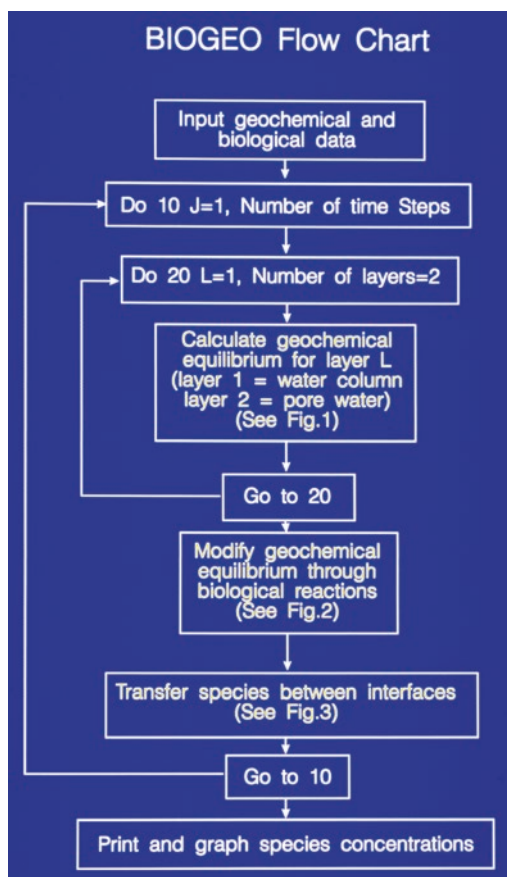 BIOGEO Flow Chart
Input geochemical and
biological data
Do 10 J=1, Number of time Steps
Do 20 L=1, Number of layers=2
Calculate geochemical
equilibrium for layer L
(layer 1 = water column
layer 2 = pore water)
(See Fig.1)
Go to 20
Modify geochemical
equilibrium through
biological reactions
(See Fig.2)
Transfer species between interfaces
(See Fig.3)
Go to 10
Print and graph species concentrations